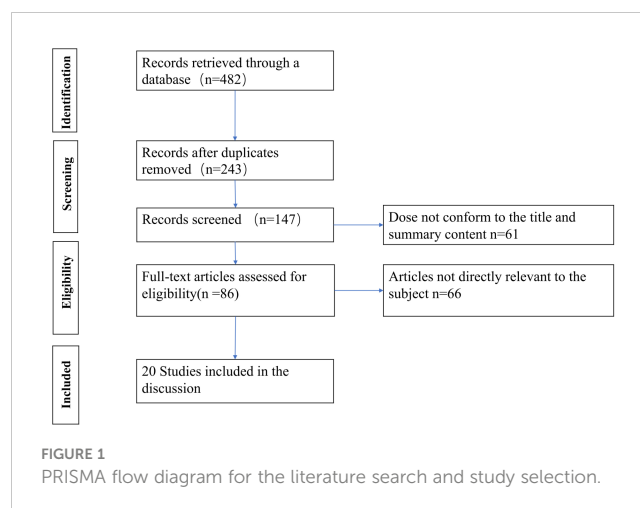 Identification
Records retrieved through a
database （n=482）
Screening
Records after duplicates
removed （n=243）
Records screened （n=147）
Dose not conform to the title and
summary content n=61
Eligibility
Full-text articles assessed for
eligibility(n =86）
Articles not directly relevant to the
subject n=66
Included
20 Studies included in the
discussion
FIGURE 1
PRISMA flow diagram for the literature search and study selection.